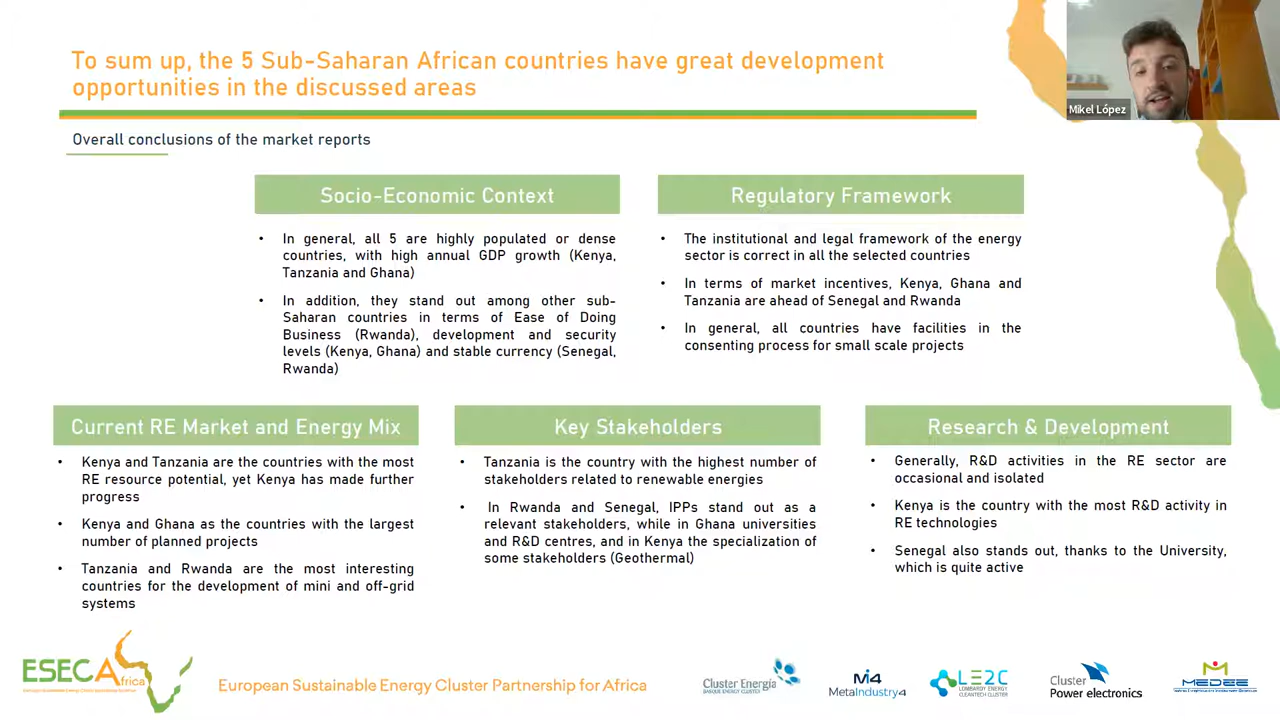 To sum up, the 5 Sub-Saharan African countries have great development
opportunities in the discussed areas
Mikel López
Overall conclusions of the market reports
Socio-Economic Context
• In general, all 5 are highly populated or dense
countries, with high annual GDP growth (Kenya,
Tanzania and Ghana)
• In addition, they stand out among other sub-
Saharan countries in terms of Ease of Doing
Business (Rwanda), development and security
levels (Kenya, Ghana) and stable currency (Senegal,
Rwanda)
Regulatory Framework
• The institutional and legal framework of the energy
sector is correct in all the selected countries
• In terms of market incentives, Kenya, Ghana and
Tanzania are ahead of Senegal and Rwanda
• In general, all countries have facilities in the
consenting process for small scale projects
Current RE Market and Energy Mix
• Kenya and Tanzania are the countries with the most
RE resource potential, yet Kenya has made further
progress
• Kenya and Ghana as the countries with the largest
number of planned projects
• Tanzania and Rwanda are the most interesting
countries for the development of mini and off-grid
systems
Key Stakeholders
• Tanzania is the country with the highest number of
stakeholders related to renewable energies
• In Rwanda and Senegal, IPPs stand out as a
relevant stakeholders, while in Ghana universities
and R&D centres, and in Kenya the specialization of
some stakeholders (Geothermal)
Research & Development
• Generally, R&D activities in the RE sector are
occasional and isolated
• Kenya is the country with the most R&D activity in
RE technologies
• Senegal also stands out, thanks to the University,
which is quite active
ESECA frica
European Sustainable Energy Cluster Partnership for Africa
Cluster Energía
BASQUE ENERGY CLUSTER
Mi4
MetaIndustry4
LE2C
LOMBARDY ENERGY
CLEANTECH CLUSTER
Cluster
Power electronics
MEDEE